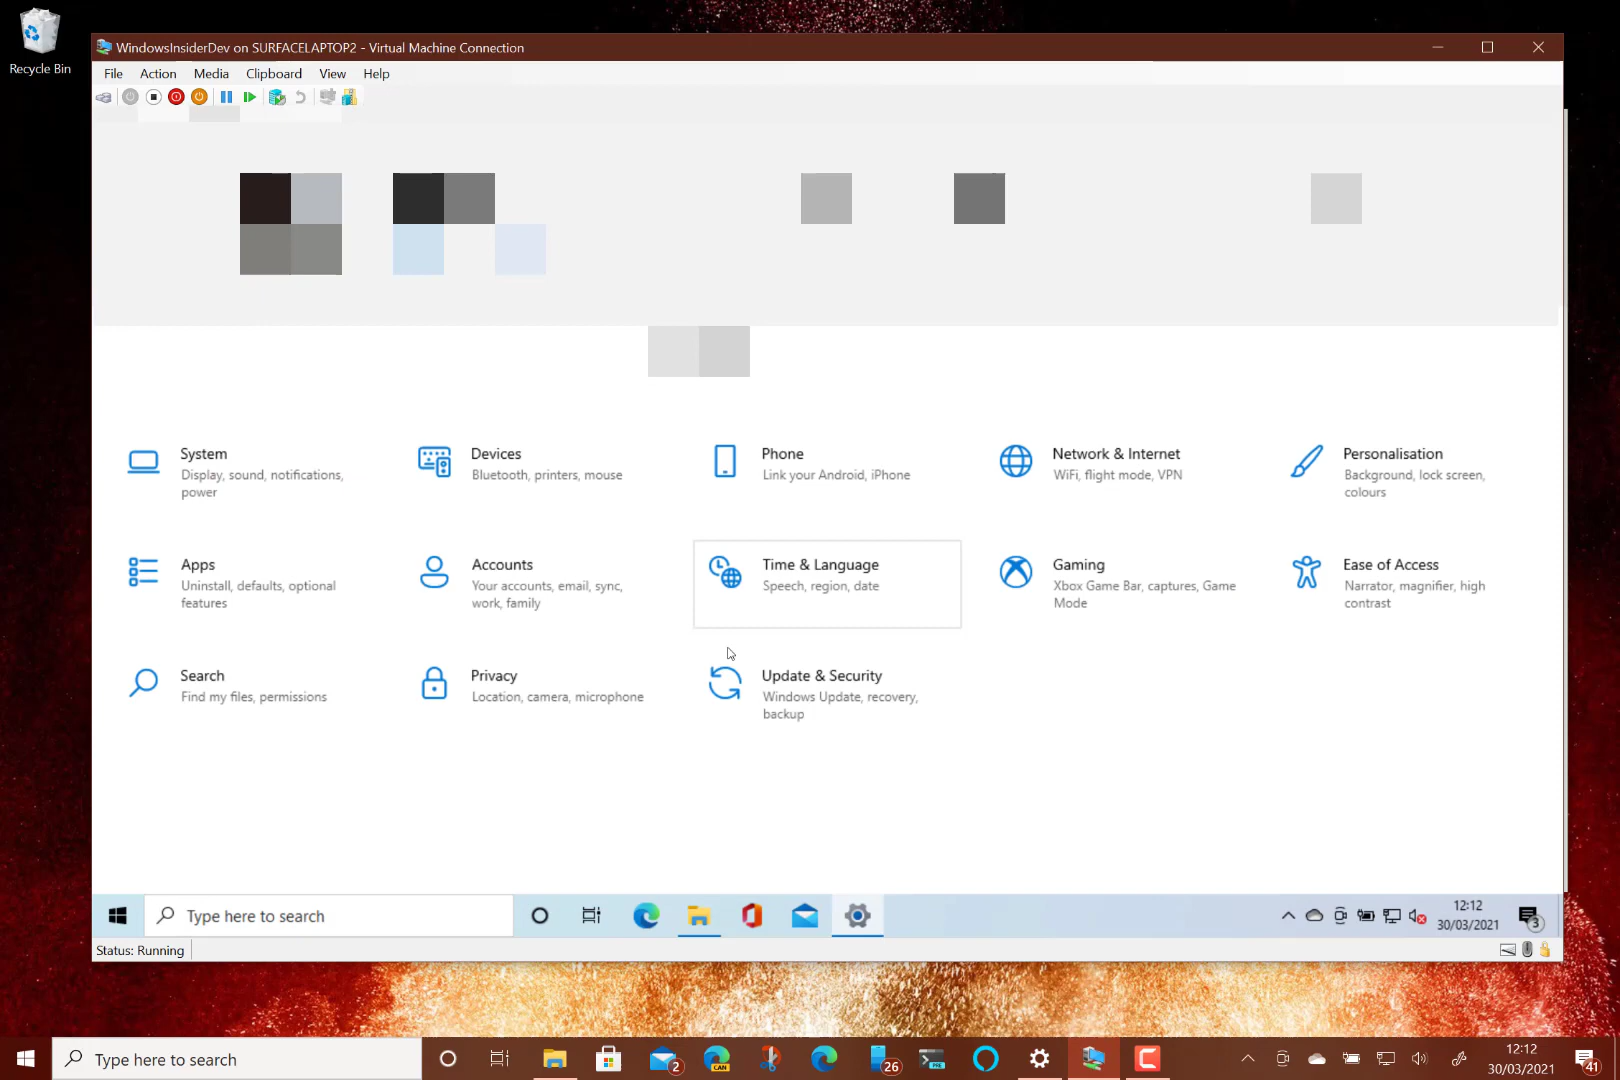 Recycle Bin
WindowsInsiderDev on SURFACELAPTOP2 - Virtual Machine Connection
File Action Media Clipboard View Help
System
Display, sound, notifications,
power
Devices
Bluetooth, printers, mouse
Phone
Link your Android, iPhone
Network & Internet
WiFi, flight mode, VPN
Personalisation
Background, lock screen,
colours
Apps
Uninstall, defaults, optional
features
Accounts
Your accounts, email, sync,
work, family
Time & Language
Speech, region, date
Gaming
Xbox Game Bar, captures, Game
Mode
Ease of Access
Narrator, magnifier, high
contrast
Search
Find my files, permissions
Privacy
Location, camera, microphone
Update & Security
Windows Update, recovery,
backup
Type here to search
12:12
30/03/2021
3
Status: Running
Type here to search
2
CAN
26
PRE
12:12
30/03/2021
41